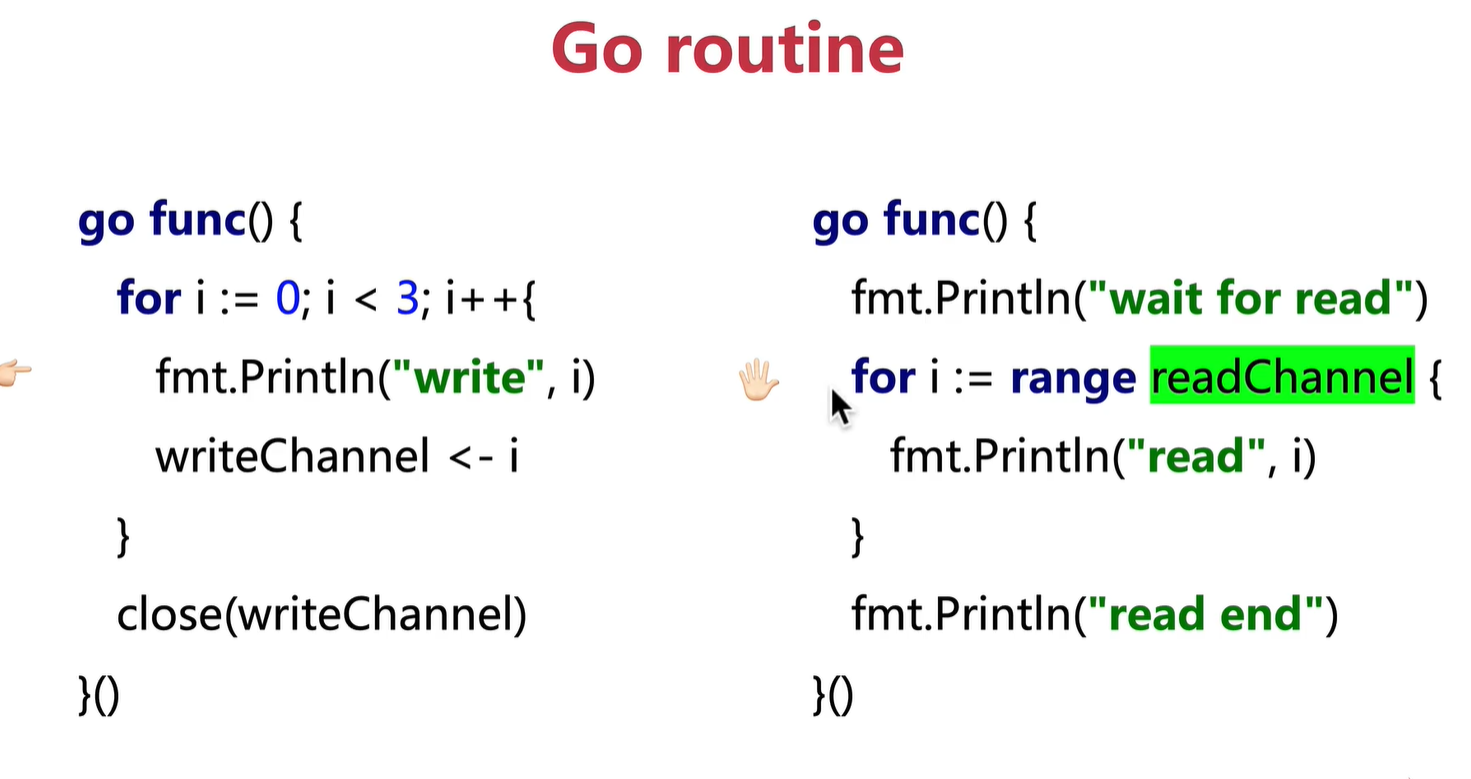 Go routine
go func() {
for i := 0; i < 3; i++{
fmt.Println("write", i)
writeChannel <- i
}
close(writeChannel)
}()
go func() {
fmt.Println("wait for read")
for i := range readChannel {
fmt.Println("read", i)
}
fmt.Println("read end")
}()